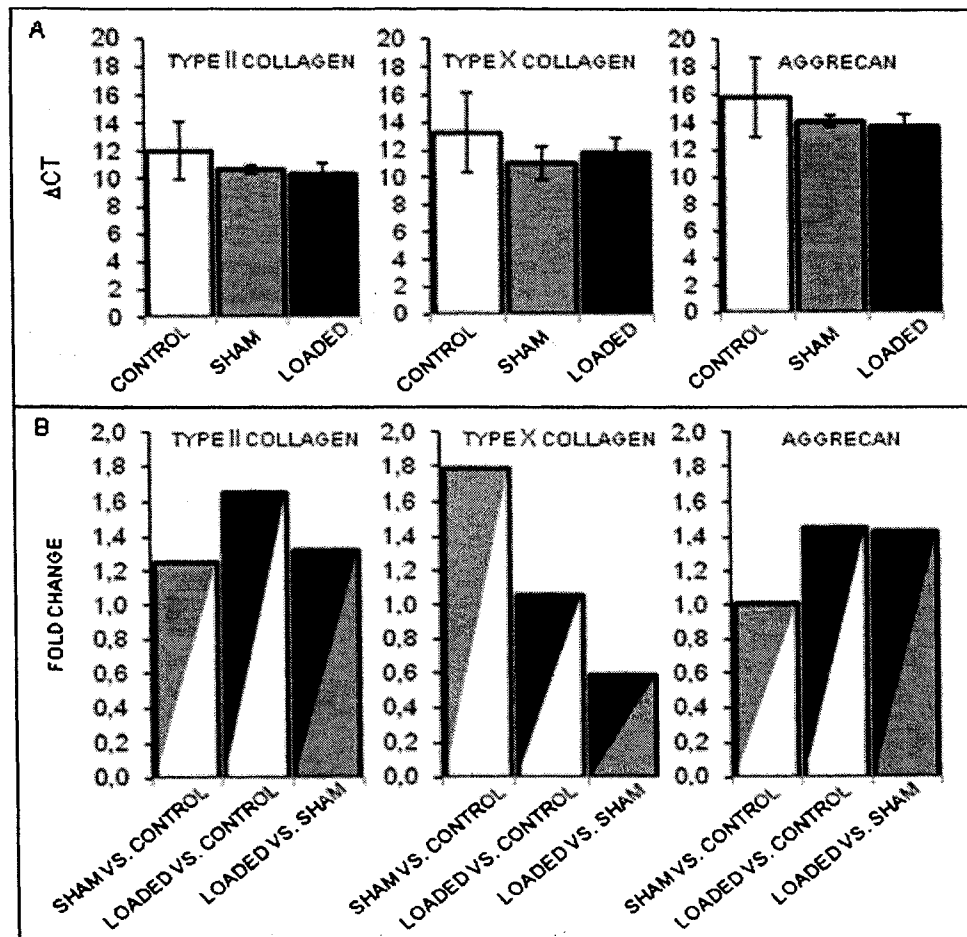 A
TYPE II COLLAGEN
TYPE X COLLAGEN
AGGRECAN
ΔCT
20
18
16
14
12
10
8
6
4
2
0
20
18
16
14
12
10
8
6
4
2
0
20
18
16
14
12
10
8
6
4
2
0
CONTROL
SHAM
LOADED
CONTROL
SHAM
LOADED
CONTROL
SHAM
LOADED
B
TYPE II COLLAGEN
TYPE X COLLAGEN
AGGRECAN
FOLD CHANGE
2,0
1,8
1,6
1,4
1,2
1,0
0,8
0,6
0,4
0,2
0,0
2,0
1,8
1,6
1,4
1,2
1,0
0,8
0,6
0,4
0,2
0,0
2,0
1,8
1,6
1,4
1,2
1,0
0,8
0,6
0,4
0,2
0,0
SHAM VS. CONTROL
LOADED VS. CONTROL
LOADED VS. SHAM
SHAM VS. CONTROL
LOADED VS. CONTROL
LOADED VS. SHAM
SHAM VS. CONTROL
LOADED VS. CONTROL
LOADED VS. SHAM